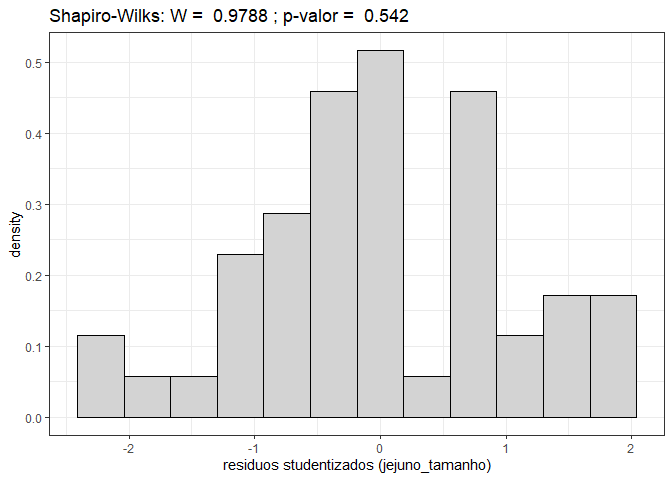 Shapiro-Wilks: W =  0.9788 ; p-valor =  0.542
0.5
0.4
0.3
0.2
0.1
0.0
density
-2 -1 0 1 2
residuos studentizados (jejuno_tamanho)